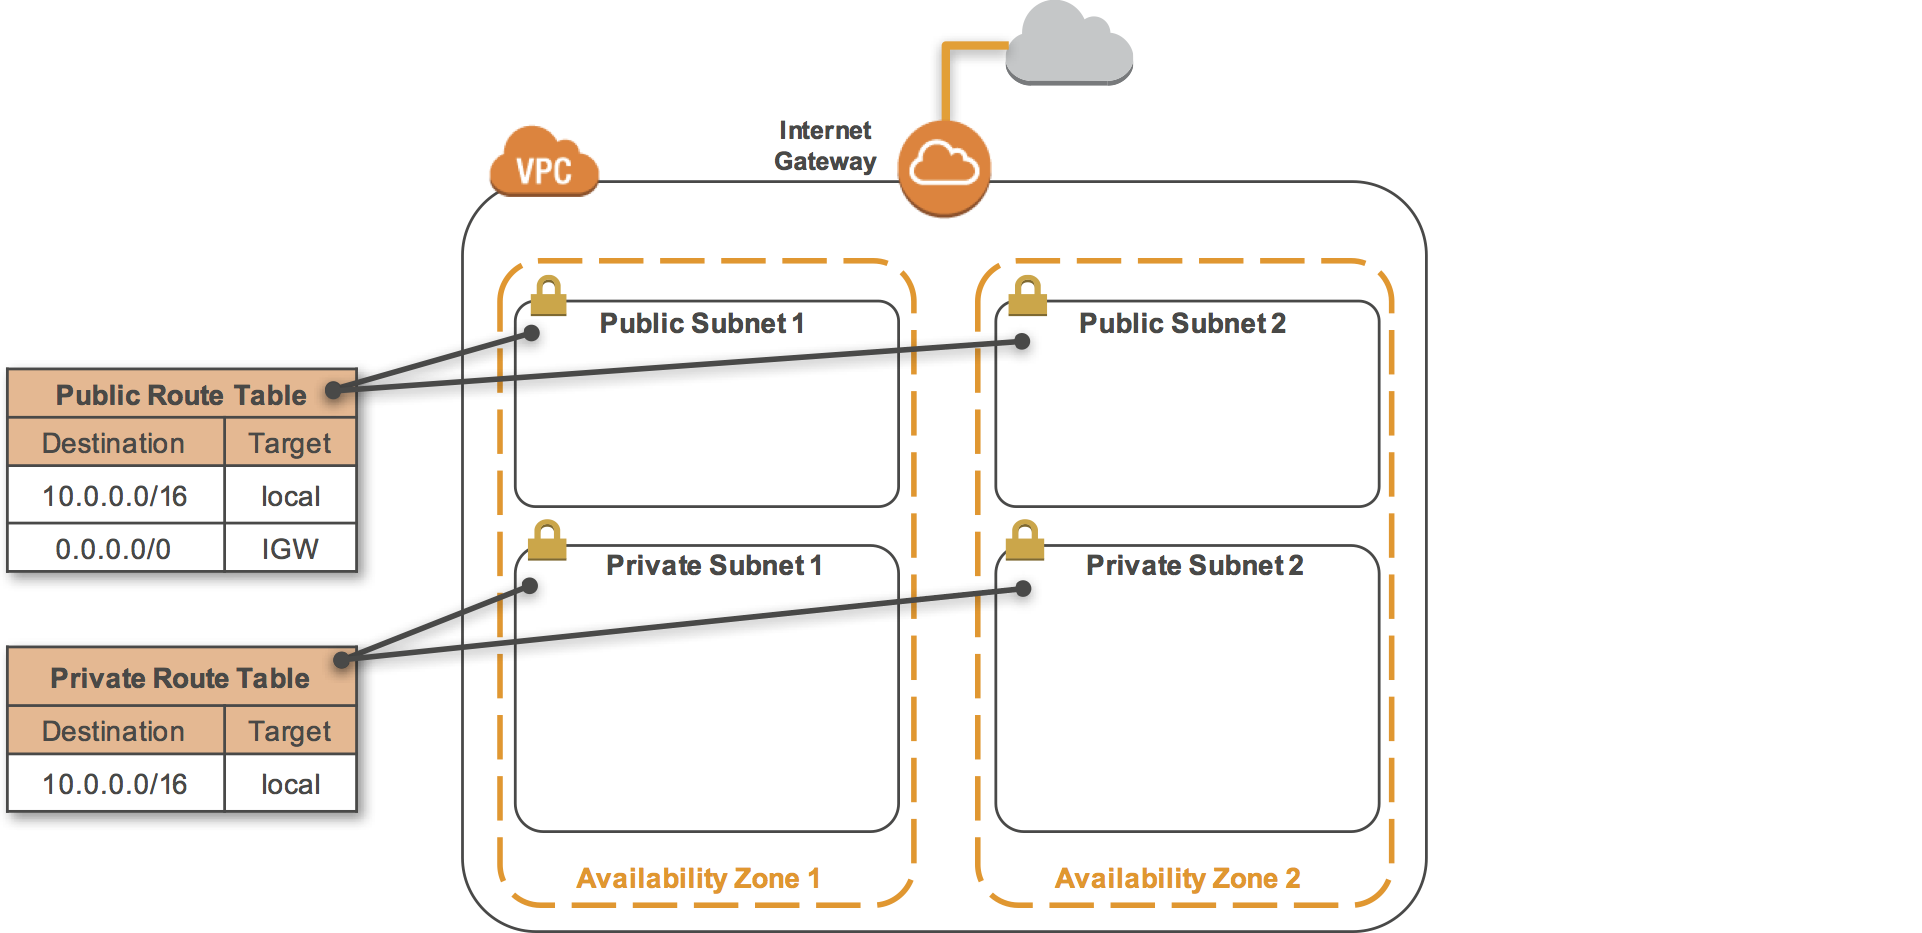 Internet
Gateway
VPC
Public Subnet 1
Public Subnet 2
Public Route Table
Destination Target
10.0.0.0/16 local
0.0.0.0/0 IGW
Private Subnet 1
Private Subnet 2
Private Route Table
Destination Target
10.0.0.0/16 local
Availability Zone 1
Availability Zone 2